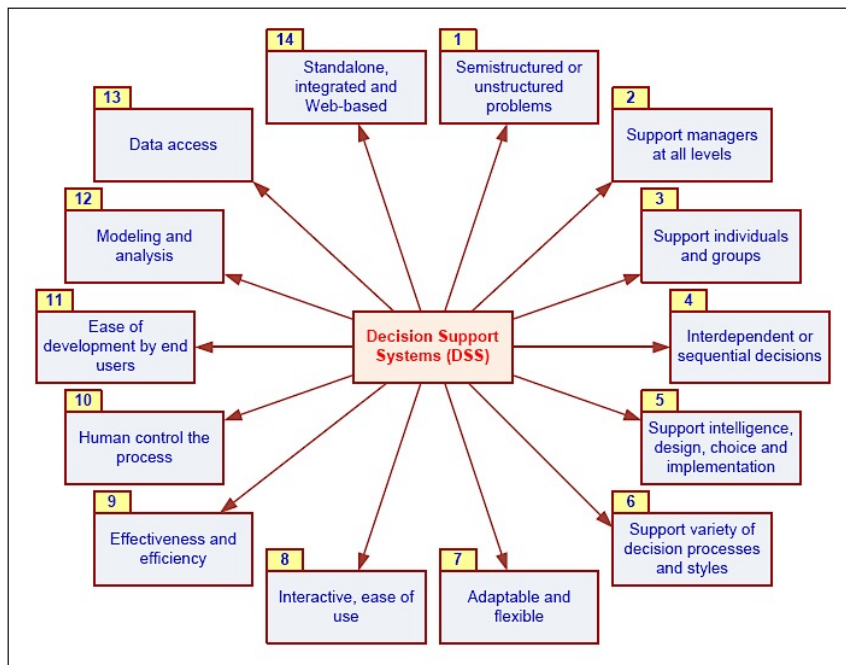 14
Standalone,
integrated and
Web-based
1
Semistructured or
unstructured
problems
2
Support managers
at all levels
3
Support individuals
and groups
4
Interdependent or
sequential decisions
5
Support intelligence,
design, choice and
implementation
6
Support variety of
decision processes
and styles
7
Adaptable and
flexible
8
Interactive, ease of
use
9
Effectiveness and
efficiency
10
Human control the
process
11
Ease of
development by end
users
12
Modeling and
analysis
13
Data access
Decision Support
Systems (DSS)